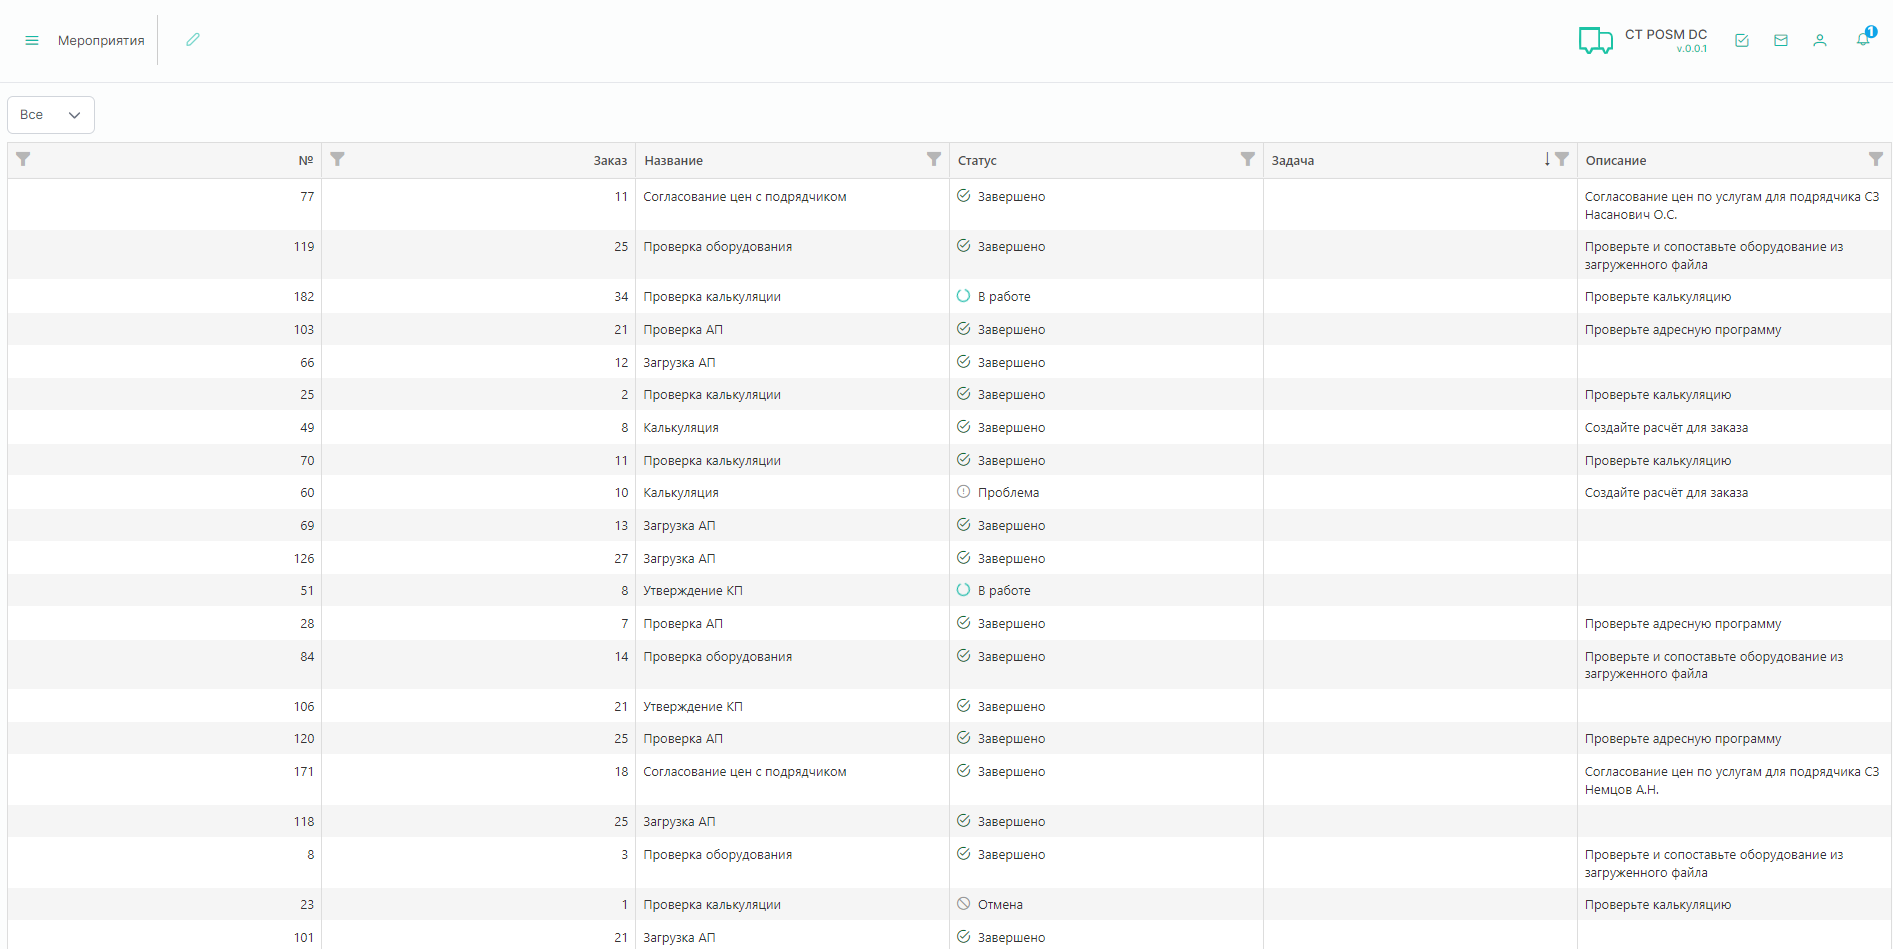 Мероприятия
CT POSM DC
v.0.0.1
1
Все
№ Заказ Название Статус Задача Описание
77 11 Согласование цен с подрядчиком Завершено Согласование цен по услугам для подрядчика СЗ
Насанович О.С.
119 25 Проверка оборудования Завершено Проверьте и сопоставьте оборудование из
загруженного файла
182 34 Проверка калькуляции В работе Проверьте калькуляцию
103 21 Проверка АП Завершено Проверьте адресную программу
66 12 Загрузка АП Завершено
25 2 Проверка калькуляции Завершено Проверьте калькуляцию
49 8 Калькуляция Завершено Создайте расчёт для заказа
70 11 Проверка калькуляции Завершено Проверьте калькуляцию
60 10 Калькуляция Проблема Создайте расчёт для заказа
69 13 Загрузка АП Завершено
126 27 Загрузка АП Завершено
51 8 Утверждение КП В работе
28 7 Проверка АП Завершено Проверьте адресную программу
84 14 Проверка оборудования Завершено Проверьте и сопоставьте оборудование из
загруженного файла
106 21 Утверждение КП Завершено
120 25 Проверка АП Завершено Проверьте адресную программу
171 18 Согласование цен с подрядчиком Завершено Согласование цен по услугам для подрядчика СЗ
Немцов А.Н.
118 25 Загрузка АП Завершено
8 3 Проверка оборудования Завершено Проверьте и сопоставьте оборудование из
загруженного файла
23 1 Проверка калькуляции Отмена Проверьте калькуляцию
101 21 Загрузка АП Завершено